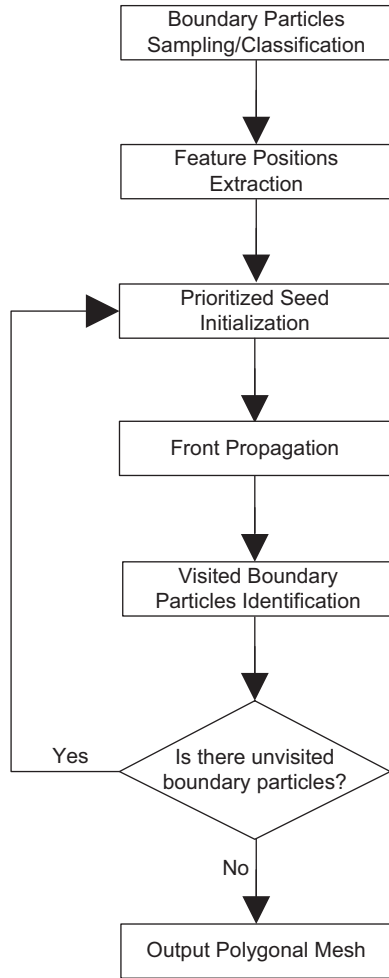 Boundary Particles
Sampling/Classification
Feature Positions
Extraction
Prioritized Seed
Initialization
Front Propagation
Visited Boundary
Particles Identification
Is there unvisited
boundary particles?
Yes
No
Output Polygonal Mesh